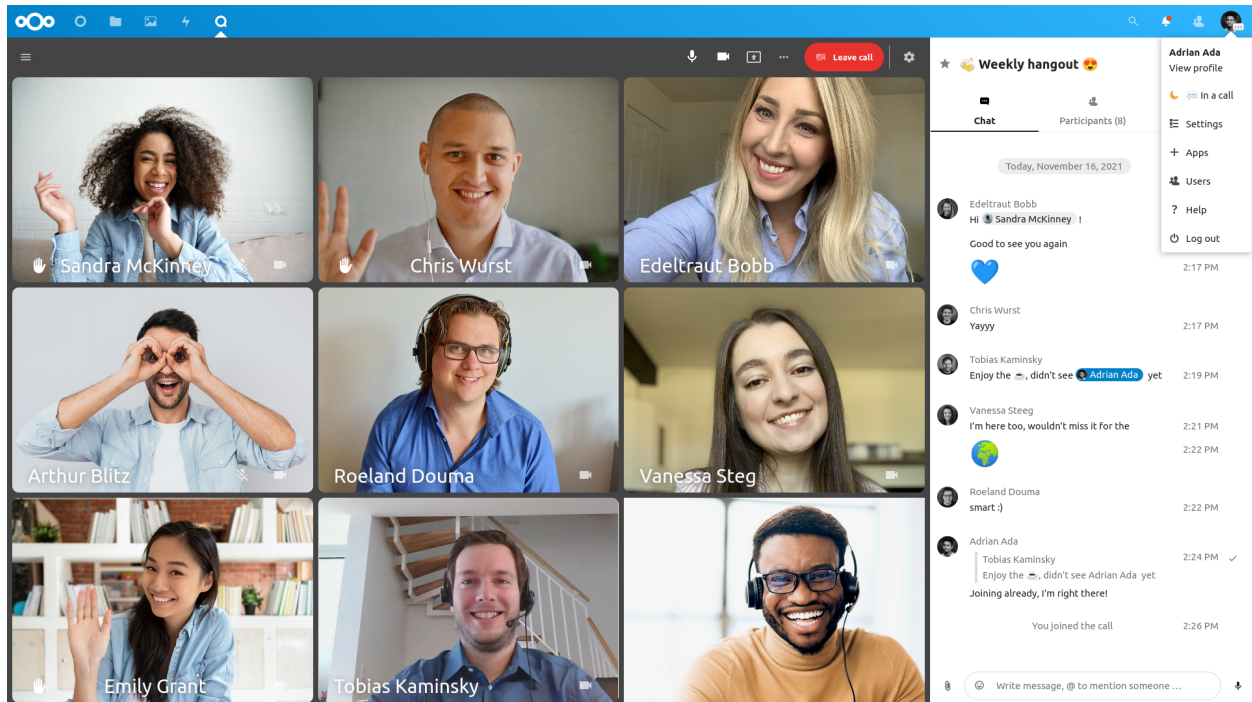 Leave call
Sandra McKinney
Chris Wurst
Edeltraut Bobb
Arthur Blitz
Roeland Douma
Vanessa Steg
Emily Grant
Tobias Kaminsky
Weekly hangout
Chat
Participants (8)
Today, November 16, 2021
Edeltraut Bobb
Hi Sandra McKinney !
Good to see you again
2:17 PM
Chris Wurst
Yayyy 2:17 PM
Tobias Kaminsky
Enjoy the ☕, didn't see Adrian Ada yet 2:19 PM
Vanessa Steeg
I'm here too, wouldn't miss it for the 2:21 PM
2:22 PM
Roeland Douma
smart :) 2:22 PM
Adrian Ada
Tobias Kaminsky 2:24 PM
Enjoy the ☕, didn't see Adrian Ada yet
Joining already, I'm right there!
You joined the call 2:26 PM
Write message, @ to mention someone …
Adrian Ada
View profile
In a call
Settings
Apps
Users
Help
Log out